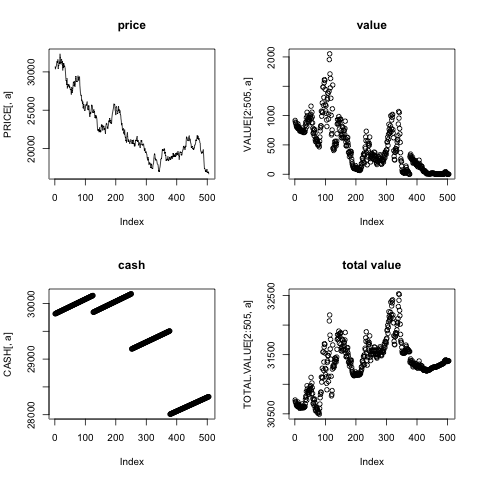 price
PRICE[, a]
20000 25000 30000
0 100 200 300 400 500
Index
value
VALUE[2:505, a]
0 500 1000 2000
0 100 200 300 400 500
Index
cash
CASH[, a]
28000 29000 30000
0 100 200 300 400 500
Index
total value
TOTAL.VALUE[2:505, a]
30500 31500 32500
0 100 200 300 400 500
Index